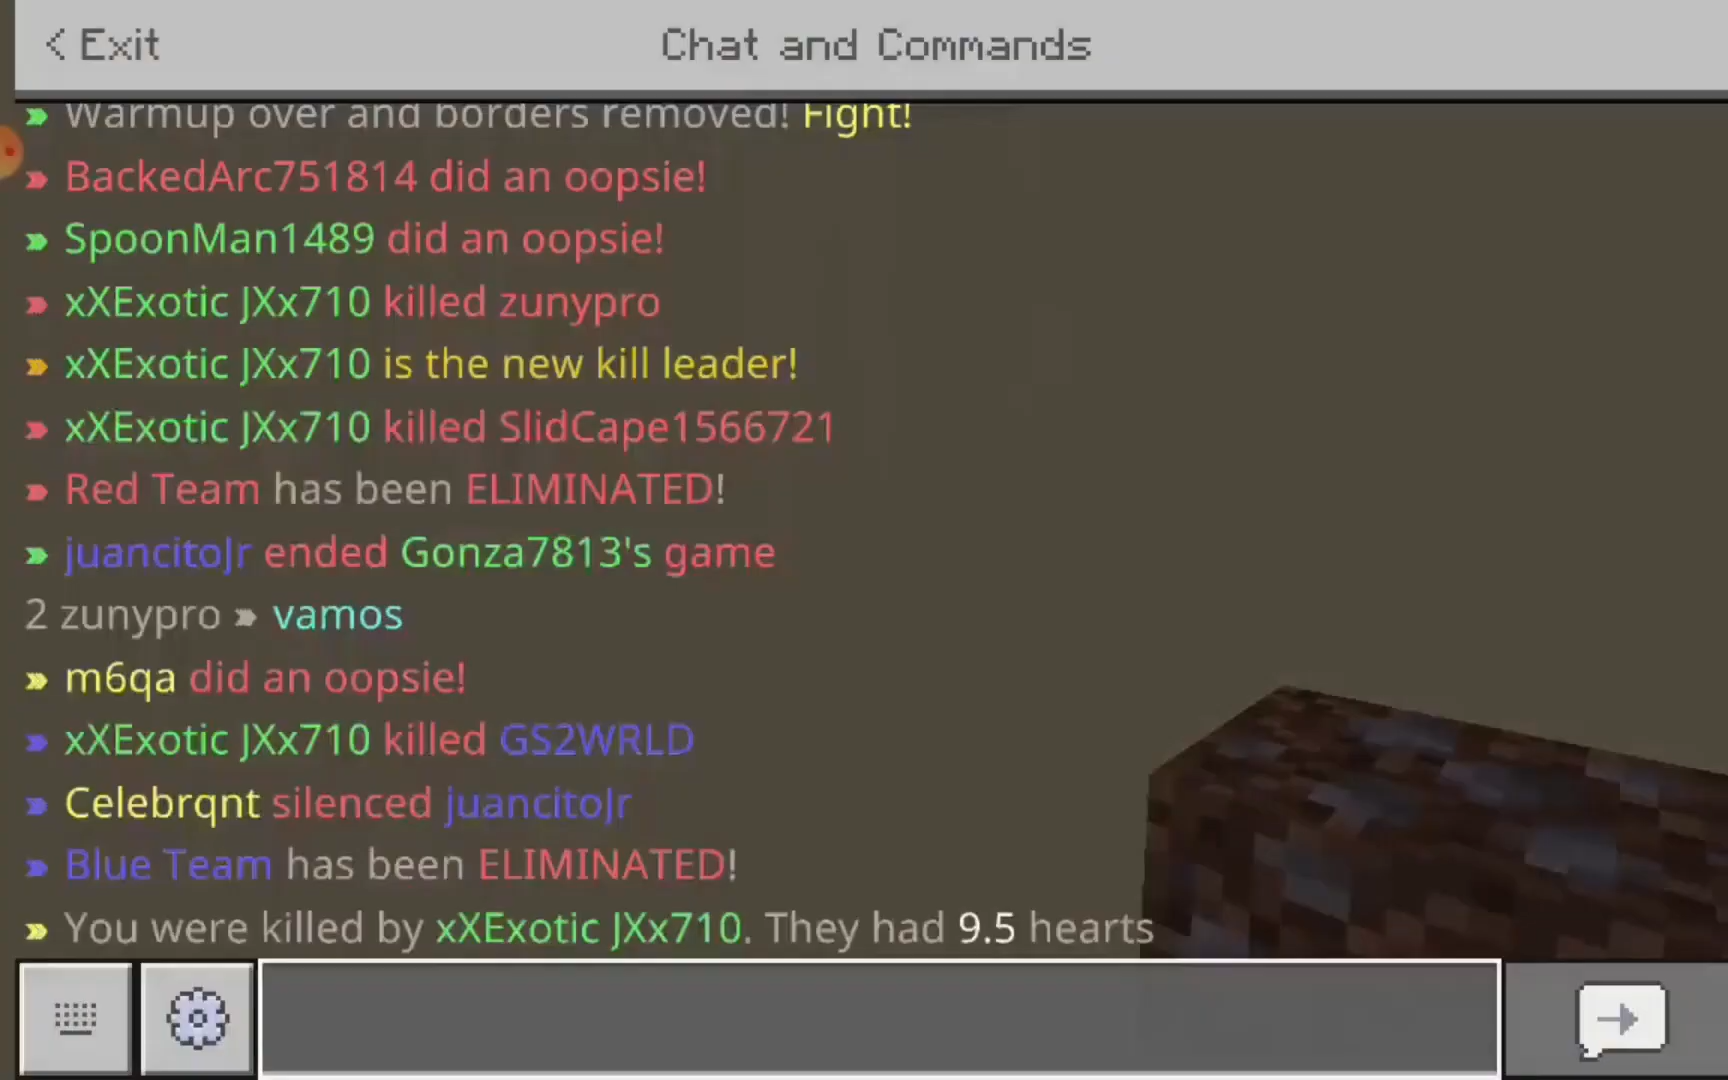 < Exit
Chat and Commands
» Warmup over and borders removed! Fight!
» BackedArc751814 did an oopsie!
» SpoonMan1489 did an oopsie!
» xXExotic JXx710 killed zunypro
» xXExotic JXx710 is the new kill leader!
» xXExotic JXx710 killed SlidCape1566721
» Red Team has been ELIMINATED!
» juancitoJr ended Gonza7813's game
2 zunypro » vamos
» m6qa did an oopsie!
» xXExotic JXx710 killed GS2WRLD
» Celebrqnt silenced juancitoJr
» Blue Team has been ELIMINATED!
» You were killed by xXExotic JXx710. They had 9.5 hearts